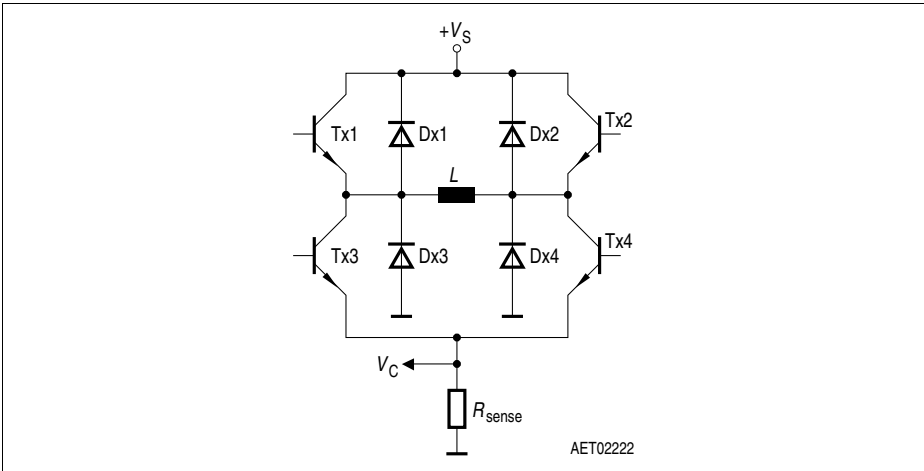 +VS
Tx1
Dx1
Dx2
Tx2
L
Tx3
Dx3
Dx4
Tx4
VC
Rsense
AET02222